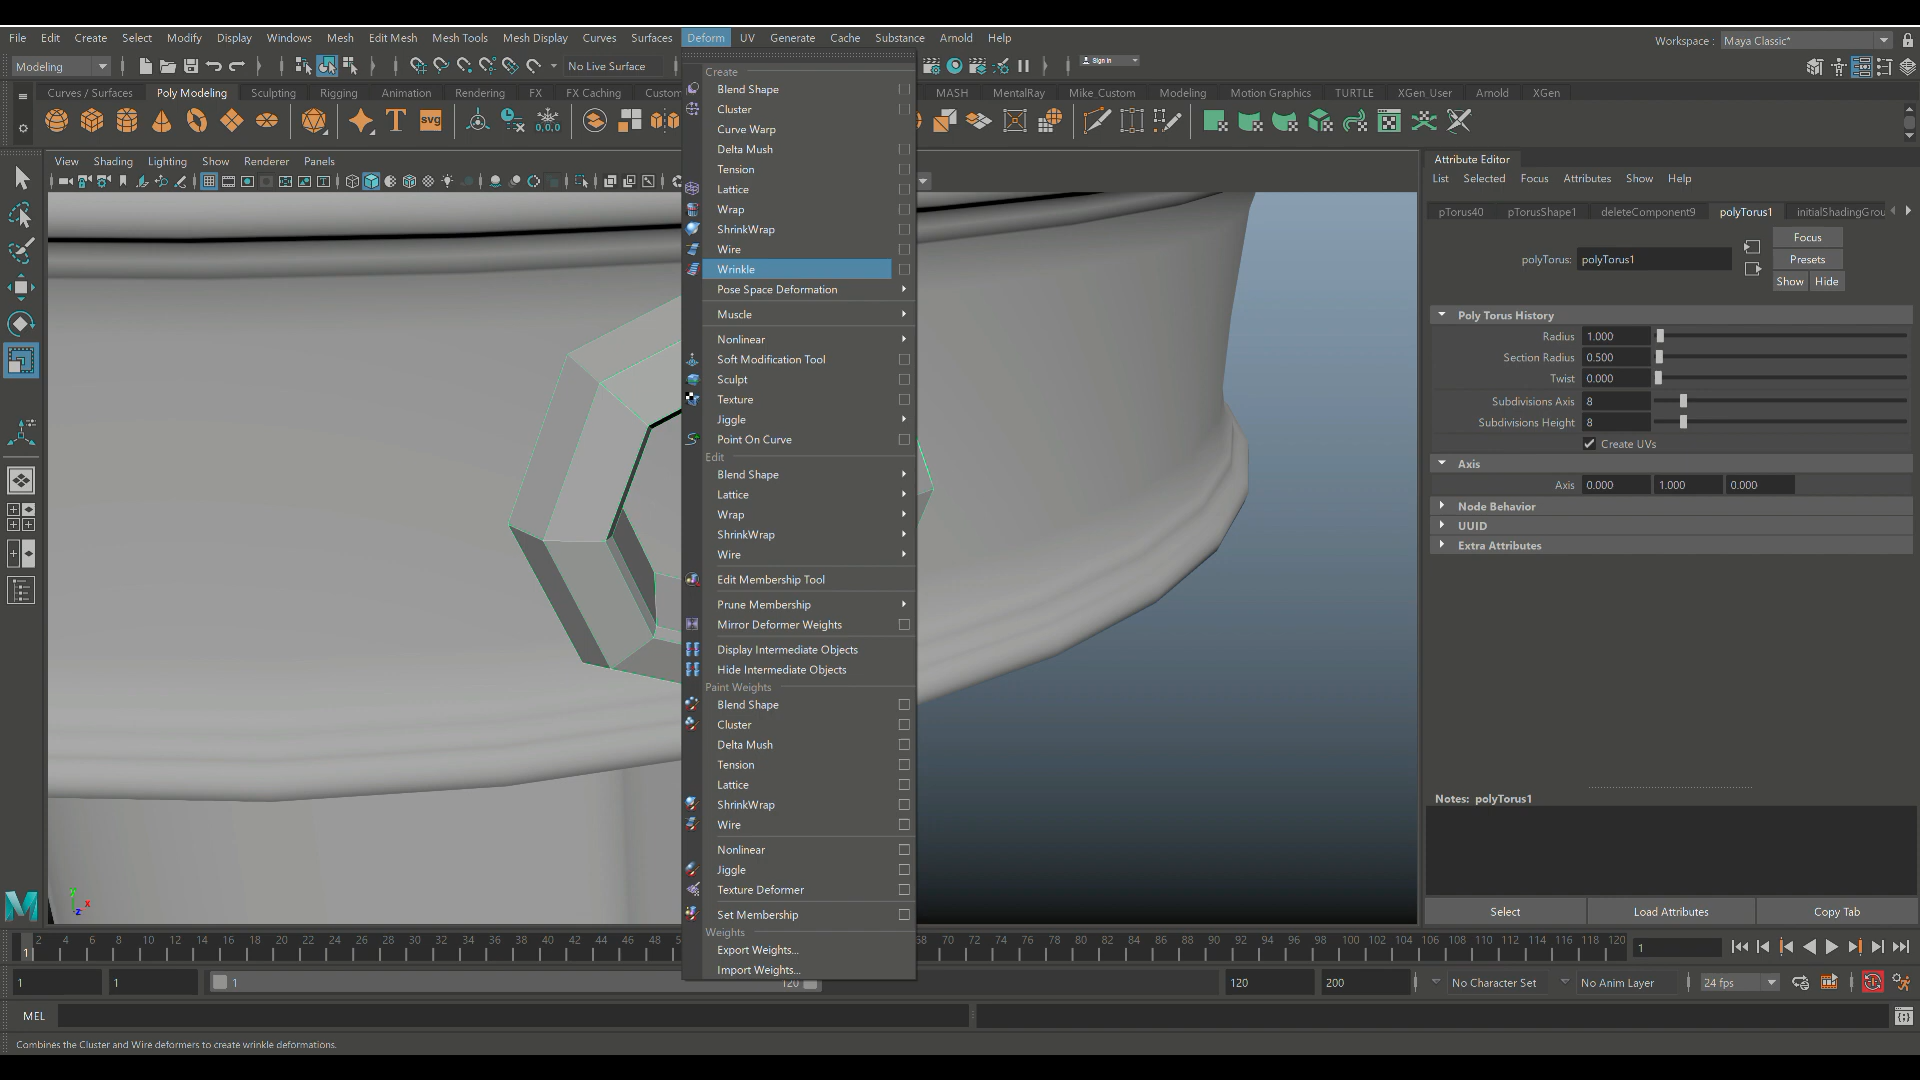 File Edit Create Select Modify Display Windows Mesh Edit Mesh Mesh Tools Mesh Display Curves Surfaces Deform UV Generate Cache Substance Arnold Help
Workspace : Maya Classic*
Modeling No Live Surface Sign In
Curves / Surfaces Poly Modeling Sculpting Rigging Animation Rendering FX FX Caching Custom MASH MentalRay Mike_Custom Modeling Motion Graphics TURTLE XGen_User Arnold XGen
T SVG 0,0,0
View Shading Lighting Show Renderer Panels
Create
Blend Shape
Cluster
Curve Warp
Delta Mush
Tension
Lattice
Wrap
ShrinkWrap
Wire
Wrinkle
Pose Space Deformation
Muscle
Nonlinear
Soft Modification Tool
Sculpt
Texture
Jiggle
Point On Curve
Edit
Blend Shape
Lattice
Wrap
ShrinkWrap
Wire
Edit Membership Tool
Prune Membership
Mirror Deformer Weights
Display Intermediate Objects
Hide Intermediate Objects
Paint Weights
Blend Shape
Cluster
Delta Mush
Tension
Lattice
ShrinkWrap
Wire
Nonlinear
Jiggle
Texture Deformer
Set Membership
Weights
Export Weights...
Import Weights...
Attribute Editor
List Selected Focus Attributes Show Help
pTorus40 pTorusShape1 deleteComponent9 polyTorus1 initialShadingGrou
polyTorus: polyTorus1
Focus
Presets
Show Hide
Poly Torus History
Radius 1.000
Section Radius 0.500
Twist 0.000
Subdivisions Axis 8
Subdivisions Height 8
Create UVs
Axis
Axis 0.000 1.000 0.000
Node Behavior
UUID
Extra Attributes
Notes: polyTorus1
Select Load Attributes Copy Tab
y x z
2 4 6 8 10 12 14 16 18 20 22 24 26 28 30 32 34 36 38 40 42 44 46 48 50 68 70 72 74 76 78 80 82 84 86 88 90 92 94 96 98 100 102 104 106 108 110 112 114 116 118 120
1 1
1 1 1 120 120 200 No Character Set No Anim Layer 24 fps
MEL
Combines the Cluster and Wire deformers to create wrinkle deformations.